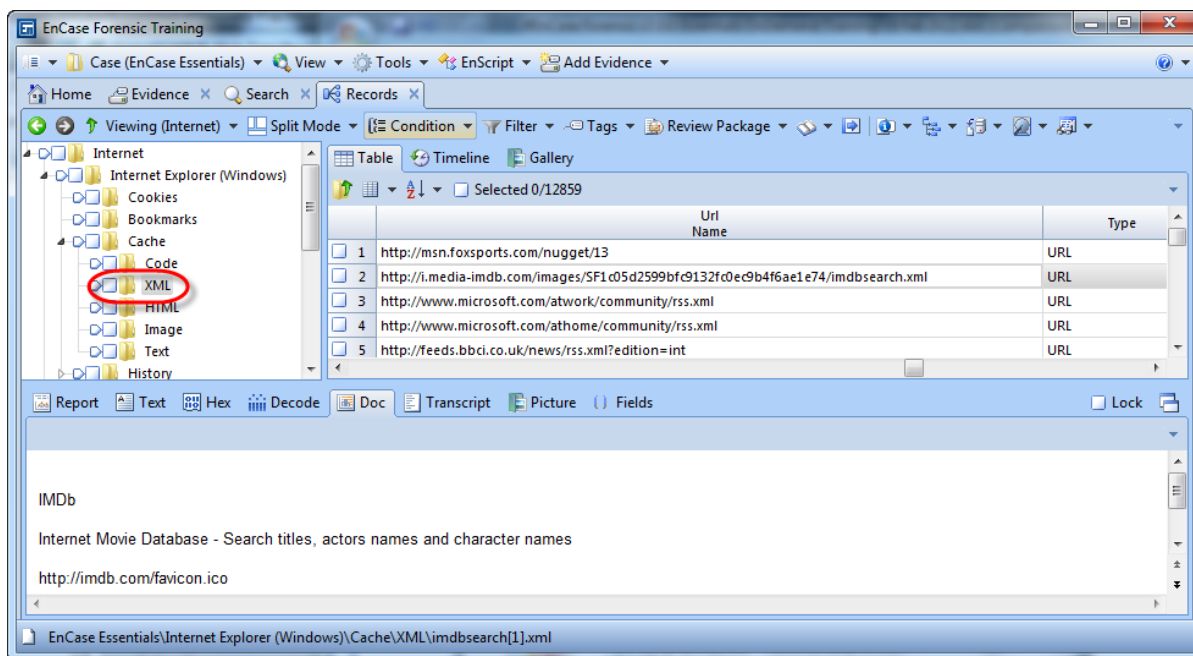 EnCase Forensic Training
Case (EnCase Essentials) View Tools EnScript Add Evidence
Home Evidence Search Records
Viewing (Internet) Split Mode Condition Filter Tags Review Package
Internet
Internet Explorer (Windows)
Cookies
Bookmarks
Cache
Code
XML
HTML
Image
Text
History
Table Timeline Gallery
Selected 0/12859
Url
Name Type
1 http://msn.foxsports.com/nugget/13 URL
2 http://i.media-imdb.com/images/SF1c05d2599bfc9132fc0ec9b4f6ae1e74/imdbsearch.xml URL
3 http://www.microsoft.com/atwork/community/rss.xml URL
4 http://www.microsoft.com/athome/community/rss.xml URL
5 http://feeds.bbci.co.uk/news/rss.xml?edition=int URL
Report Text Hex Decode Doc Transcript Picture Fields Lock
IMDb
Internet Movie Database - Search titles, actors names and character names
http://imdb.com/favicon.ico
EnCase Essentials\Internet Explorer (Windows)\Cache\XML\imdbsearch[1].xml